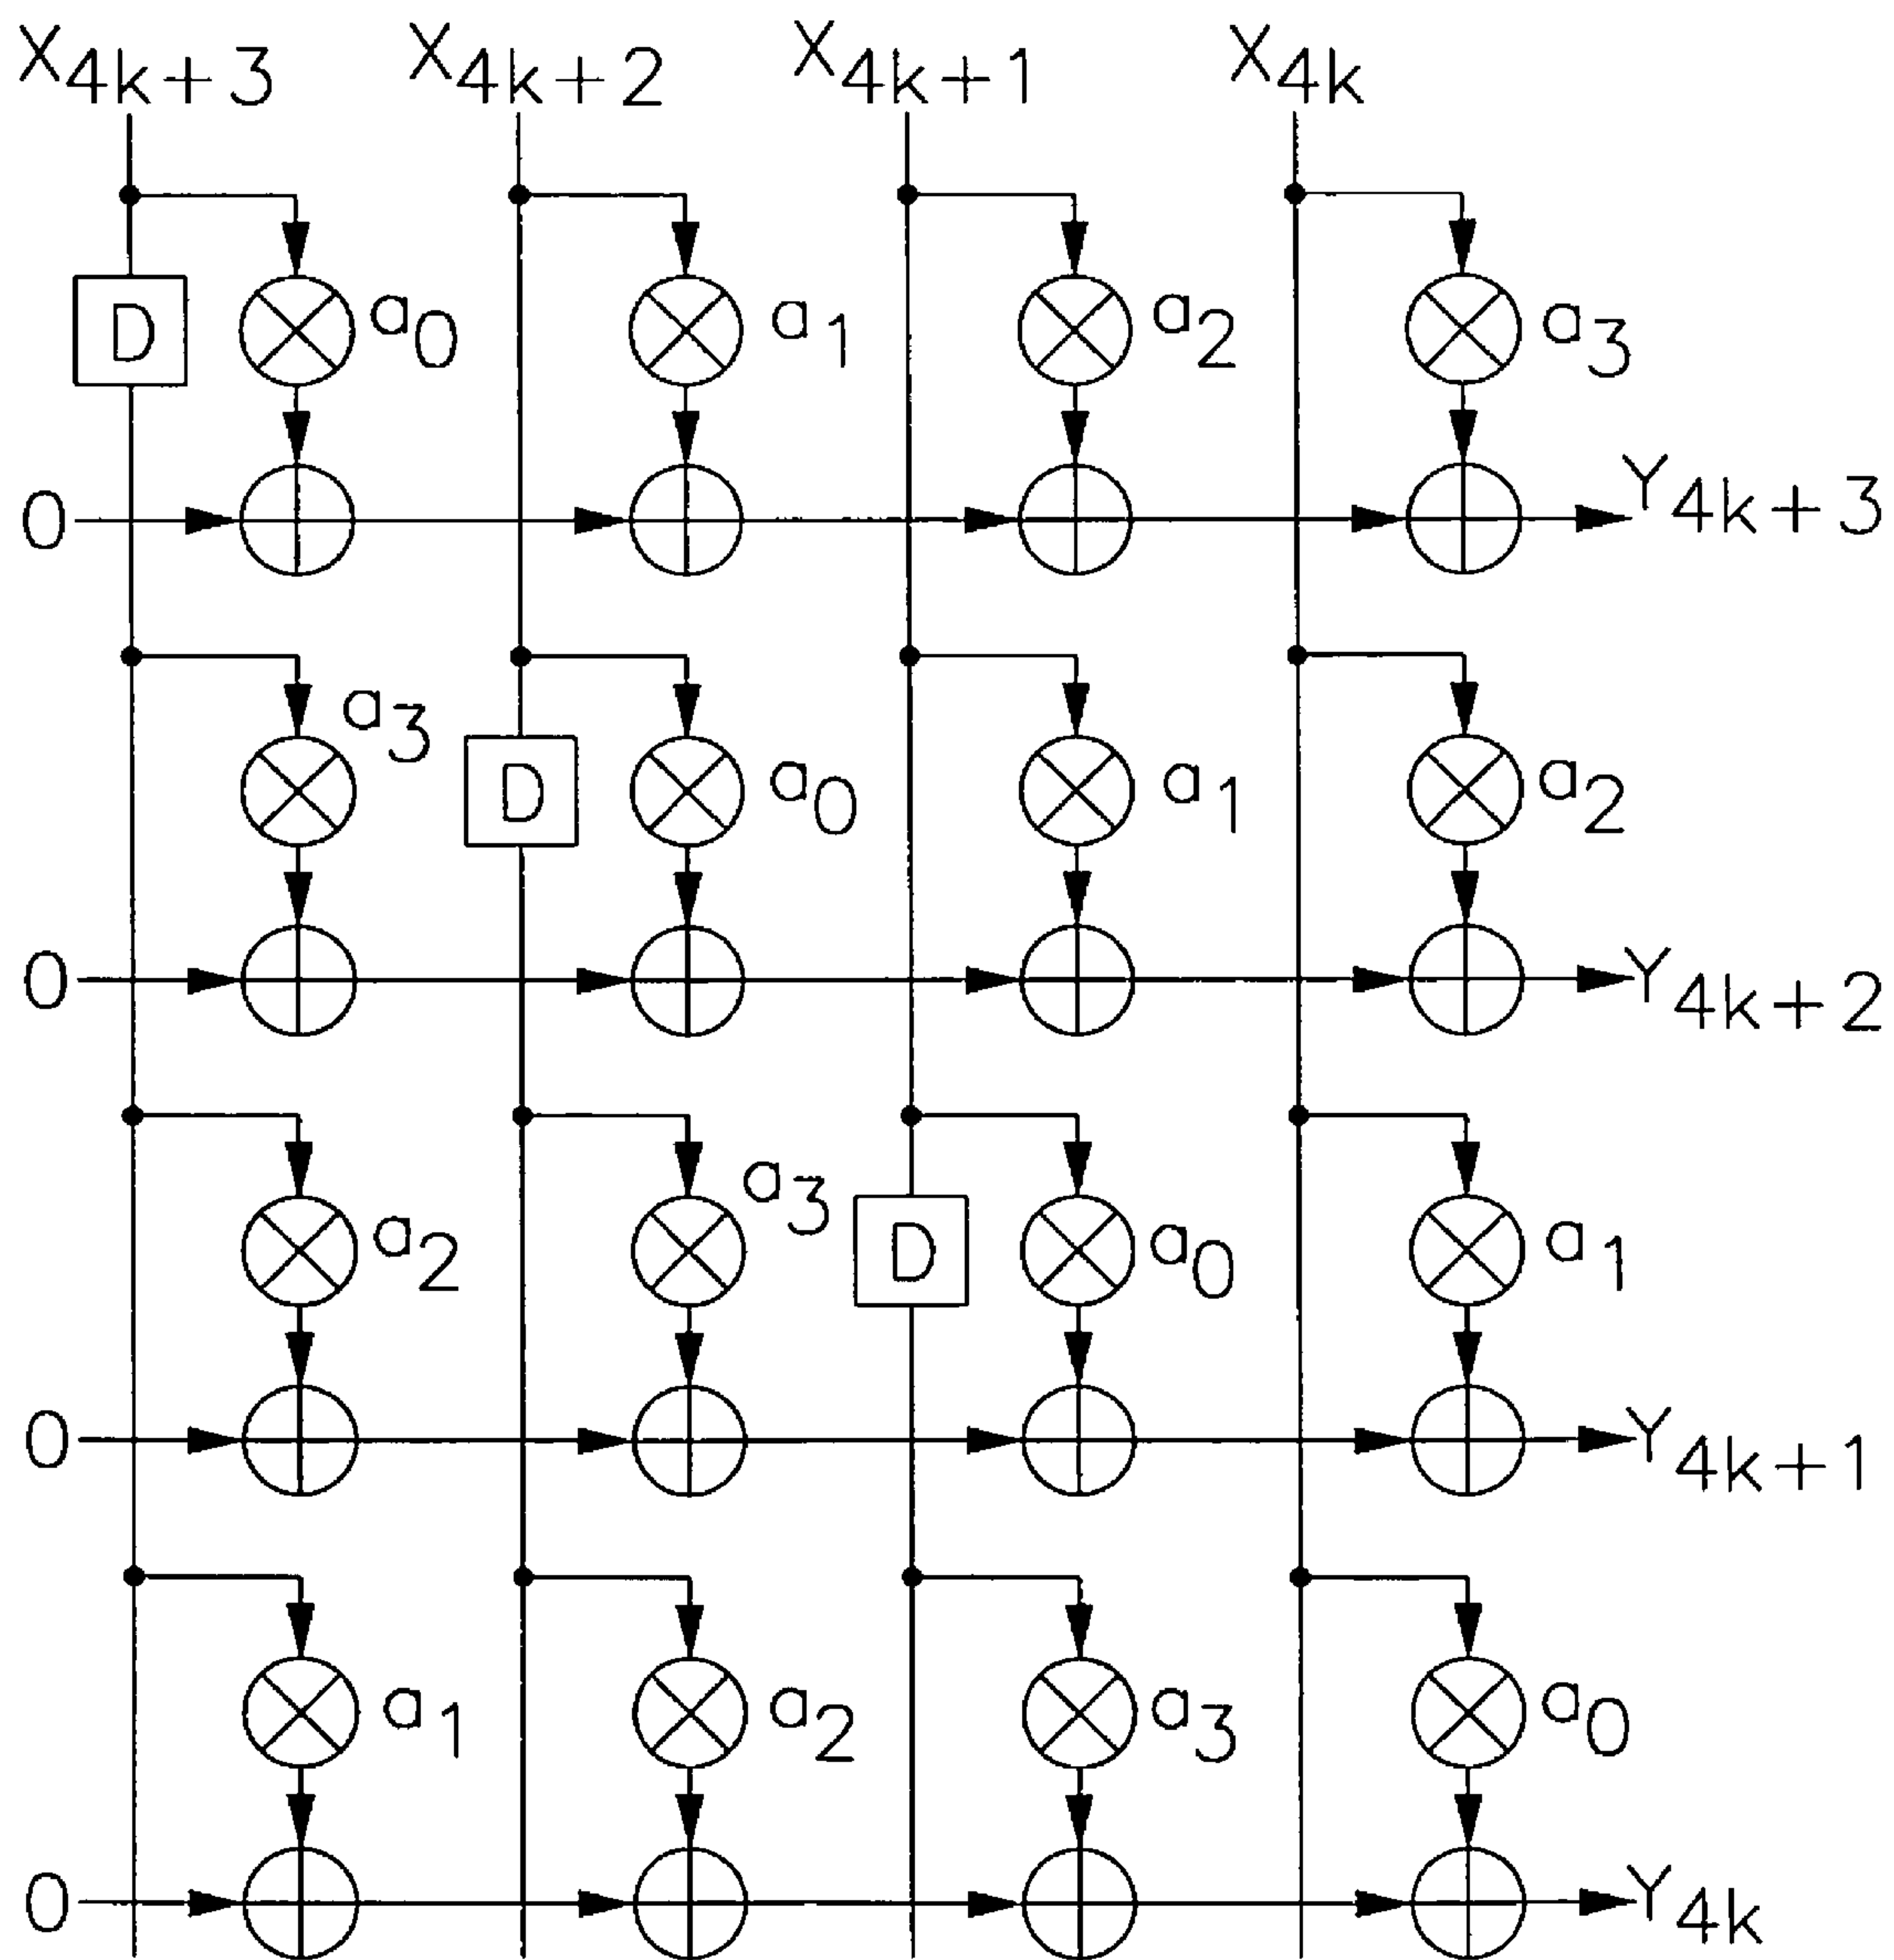 X4k+3 X4k+2 X4k+1 X4k
D a0 a1 a2 a3
0 Y4k+3
a3 D a0 a1 a2
0 Y4k+2
a2 a3 D a0 a1
0 Y4k+1
a1 a2 a3 a0
0 Y4k